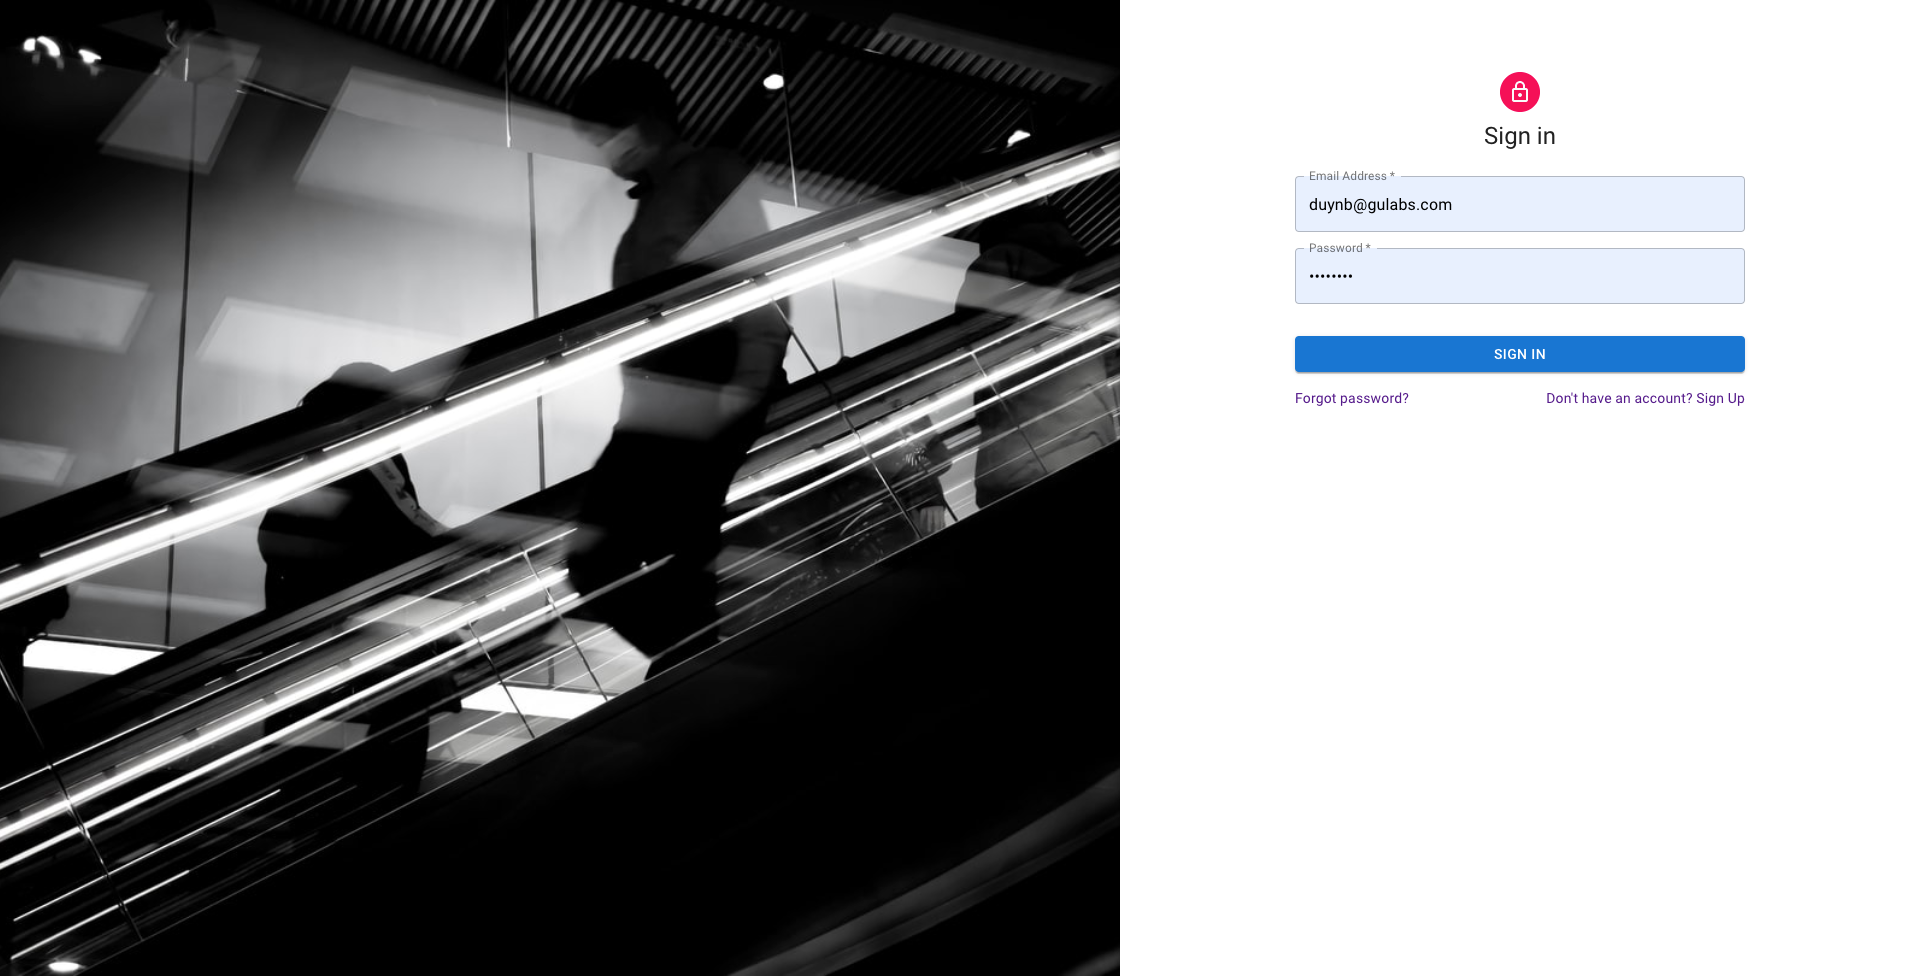 Sign in
Email Address *
duynb@gulabs.com
Password *
••••••••
SIGN IN
Forgot password?
Don't have an account? Sign Up